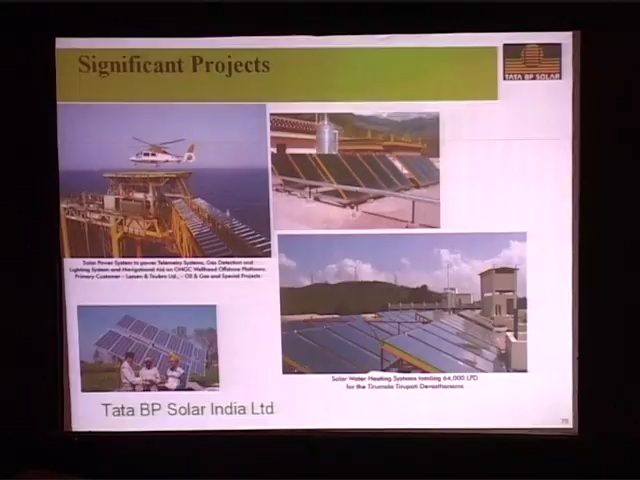 Significant Projects
TATA BP SOLAR
Solar Power System to power Telemetry Systems, Gas Detection and
Lighting System and Navigational Aid on ONGC Wellhead Offshore Platforms.
Primary Customer – Larsen & Toubro Ltd., – Oil & Gas and Special Projects
Solar Water Heating Systems totaling 64,000 LPD
for the Tirumala Tirupati Devasthanams
Tata BP Solar India Ltd